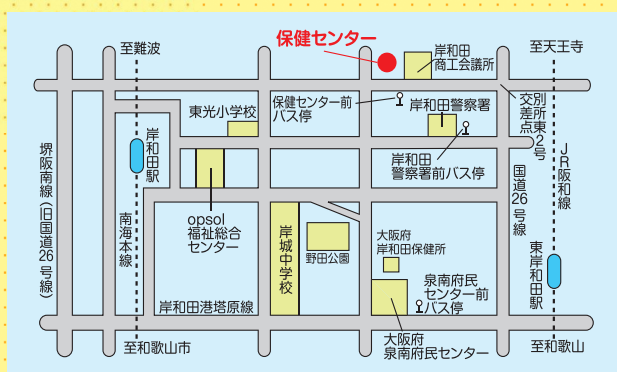 保健センター
至難波
岸和田
商工会議所
至天王寺
東光小学校
保健センター前
バス停
岸和田警察署
別所東2号
交差点
岸和田駅
堺阪南線(旧国道26号線)
南海本線
岸和田
警察署前バス停
国道26号線
JR阪和線
opsol
福祉総合
センター
岸城中学校
野田公園
大阪府
岸和田保健所
泉南府民
センター前
バス停
東岸和田駅
岸和田港塔原線
至和歌山市
大阪府
泉南府民センター
至和歌山